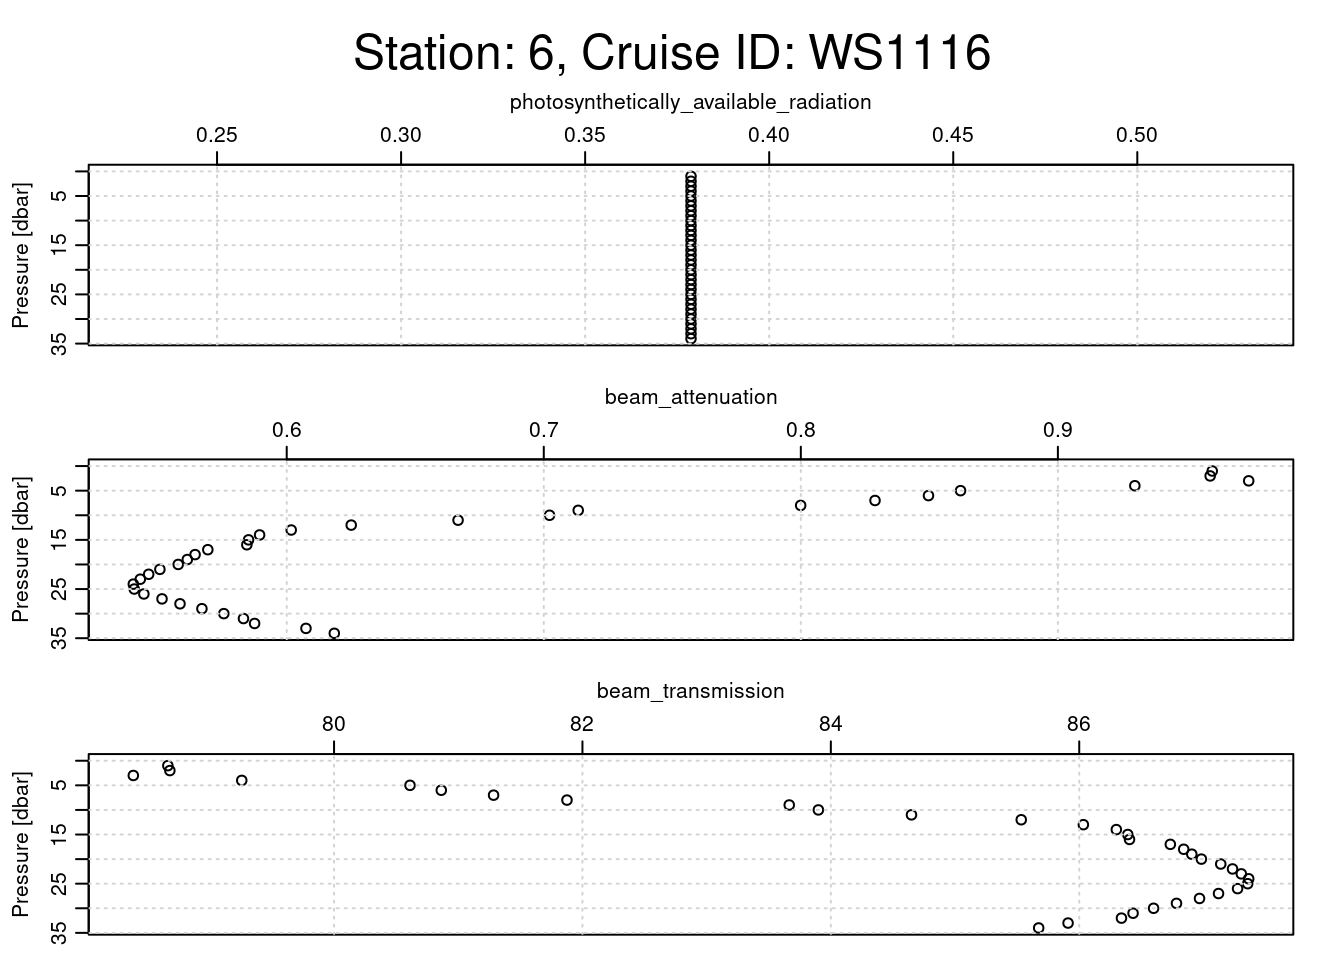 Station: 6, Cruise ID: WS1116
photosynthetically_available_radiation
0.25 0.30 0.35 0.40 0.45 0.50
Pressure [dbar]
5
15
25
35
beam_attenuation
0.6 0.7 0.8 0.9
Pressure [dbar]
5
15
25
35
beam_transmission
80 82 84 86
Pressure [dbar]
5
15
25
35